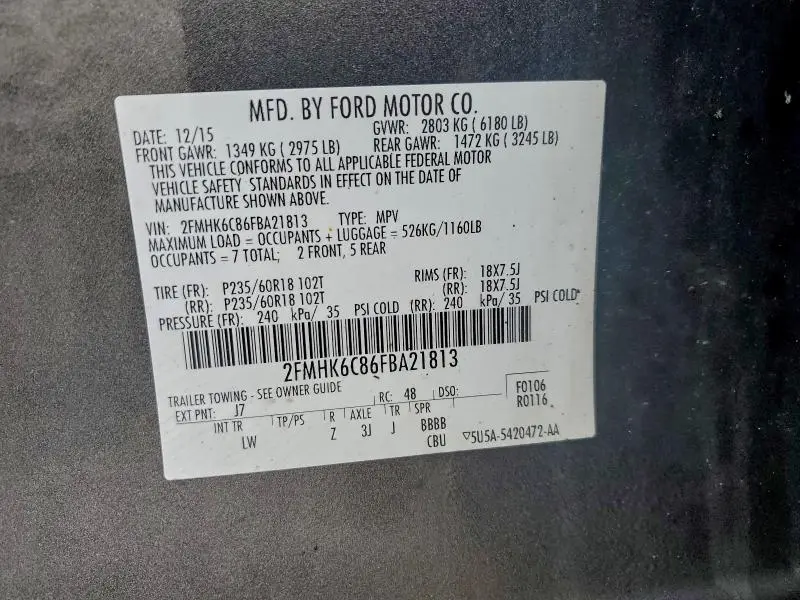 MFD. BY FORD MOTOR CO.
DATE: 12/15 GVWR: 2803 KG ( 6180 LB)
FRONT GAWR: 1349 KG ( 2975 LB) REAR GAWR: 1472 KG ( 3245 LB)
THIS VEHICLE CONFORMS TO ALL APPLICABLE FEDERAL MOTOR
VEHICLE SAFETY STANDARDS IN EFFECT ON THE DATE OF
MANUFACTURE SHOWN ABOVE.
VIN: 2FMHK6C86FBA21813 TYPE: MPV
MAXIMUM LOAD = OCCUPANTS + LUGGAGE = 526KG/1160LB
OCCUPANTS = 7 TOTAL; 2 FRONT, 5 REAR
TIRE (FR): P235/60R18 102T RIMS (FR): 18X7.5J
(RR): P235/60R18 102T (RR): 18X7.5J
PRESSURE (FR): 240 kPa/ 35 PSI COLD (RR): 240 kPa/ 35 PSI COLD
2FMHK6C86FBA21813
TRAILER TOWING - SEE OWNER GUIDE
EXT PNT: J7 RC: 48 DSO: F0106
R0116
INT TR TP/PS R AXLE TR SPR
LW Z 3J J BBBB
CBU ▽5U5A-5420472-AA